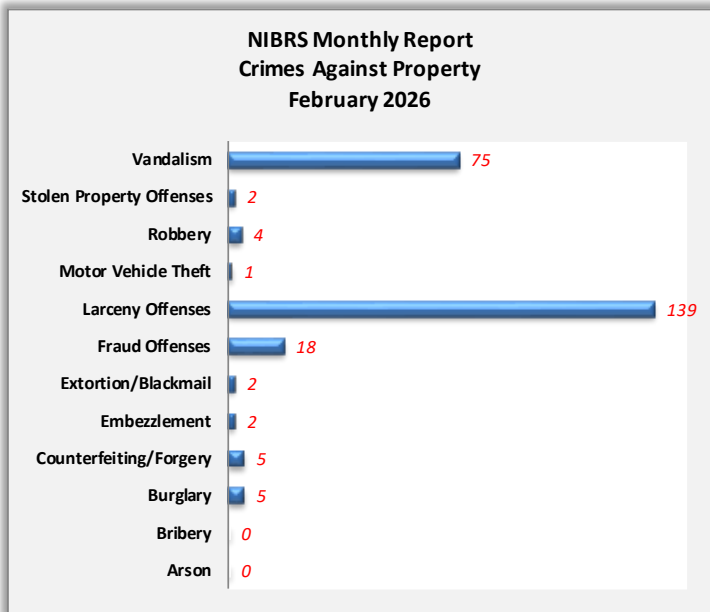 NIBRS Monthly Report
Crimes Against Property
February 2026
Vandalism 75
Stolen Property Offenses 2
Robbery 4
Motor Vehicle Theft 1
Larceny Offenses 139
Fraud Offenses 18
Extortion/Blackmail 2
Embezzlement 2
Counterfeiting/Forgery 5
Burglary 5
Bribery 0
Arson 0